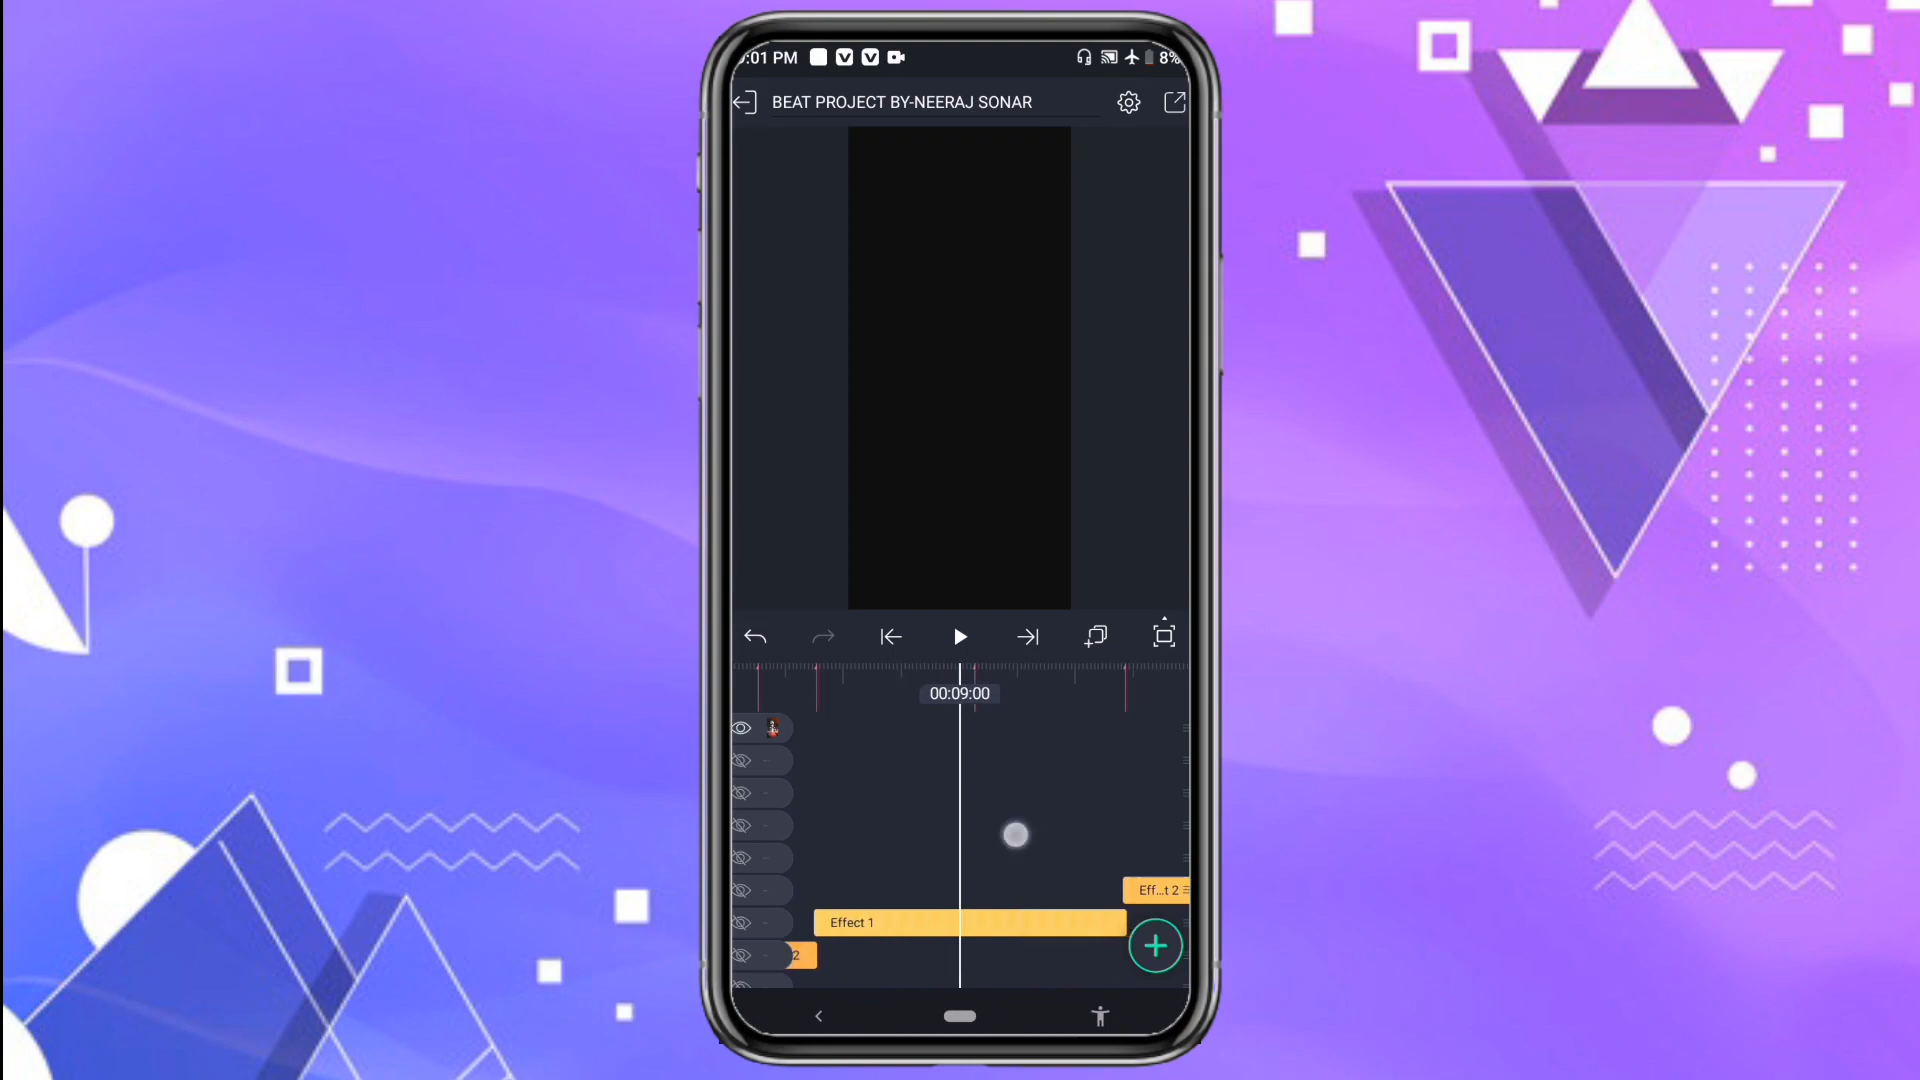 :01 PM
8%
BEAT PROJECT BY-NEERAJ SONAR
00:09:00
Eff...t 2
Effect 1
2